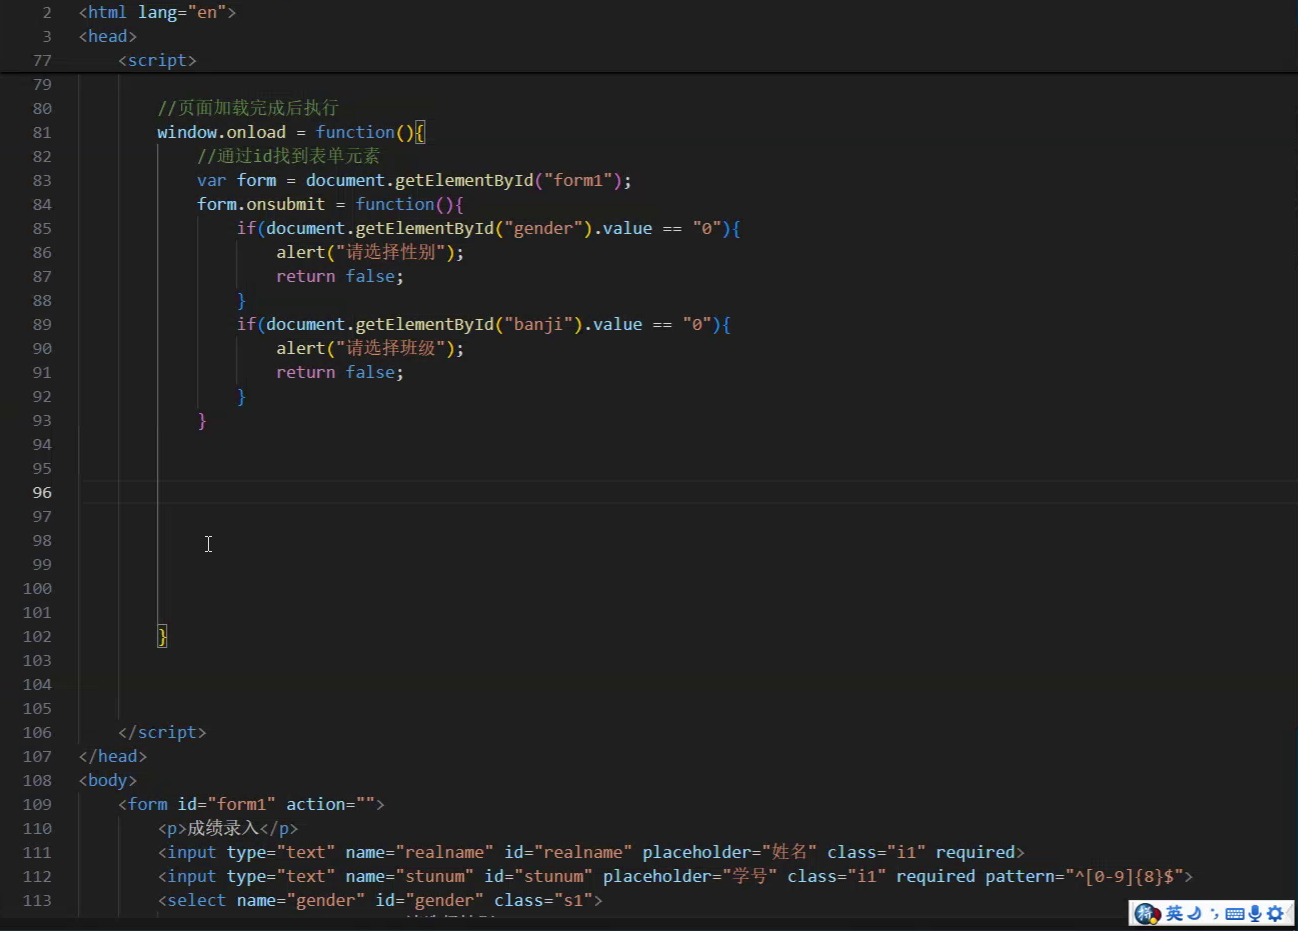 2 <html lang="en">
3 <head>
77 <script>
79
80 //页面加载完成后执行
81 window.onload = function(){
82 //通过id找到表单元素
83 var form = document.getElementById("form1");
84 form.onsubmit = function(){
85 if(document.getElementById("gender").value == "0"){
86 alert("请选择性别");
87 return false;
88 }
89 if(document.getElementById("banji").value == "0"){
90 alert("请选择班级");
91 return false;
92 }
93 }
94
95
96
97
98
99
100
101
102 }
103
104
105
106 </script>
107 </head>
108 <body>
109 <form id="form1" action="">
110 <p>成绩录入</p>
111 <input type="text" name="realname" id="realname" placeholder="姓名" class="i1" required>
112 <input type="text" name="stunum" id="stunum" placeholder="学号" class="i1" required pattern="^[0-9]{8}$">
113 <select name="gender" id="gender" class="s1">
英